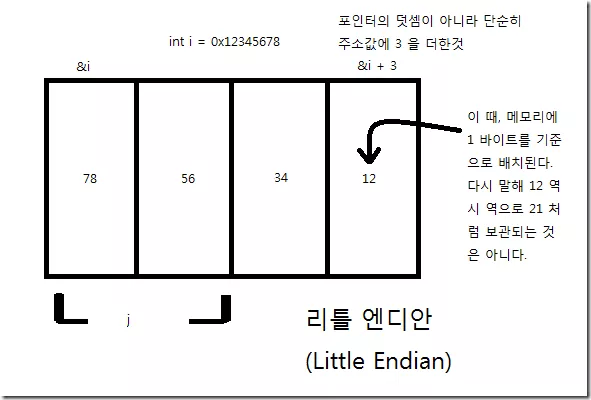 int i = 0x12345678
포인터의 덧셈이 아니라 단순히
주소값에 3 을 더한것
&i
&i + 3
78
56
34
12
이 때, 메모리에
1 바이트를 기준
으로 배치된다.
다시 말해 12 역
시 역으로 21 처
럼 보관되는 것
은 아니다.
j
리틀 엔디안
(Little Endian)